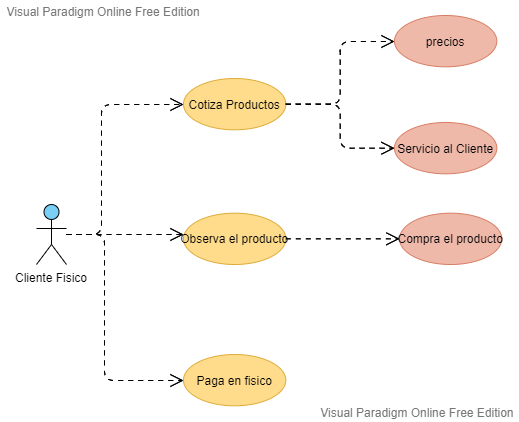 Visual Paradigm Online Free Edition
precios
Cotiza Productos
Servicio al Cliente
Observa el producto
Compra el producto
Cliente Fisico
Paga en fisico
Visual Paradigm Online Free Edition